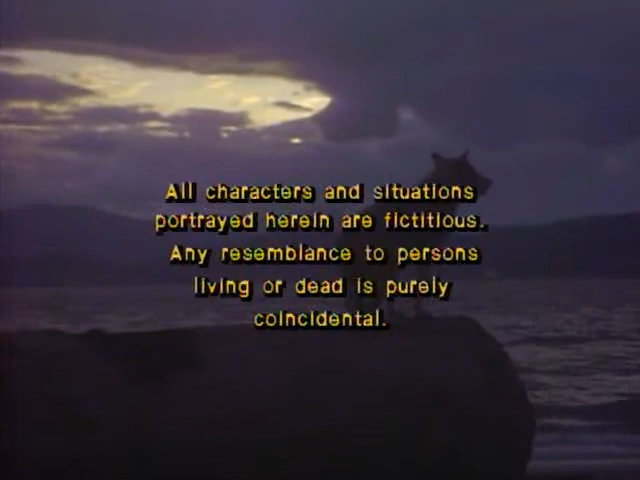 All characters and situations
portrayed herein are fictitious.
Any resemblance to persons
living or dead is purely
coincidental.